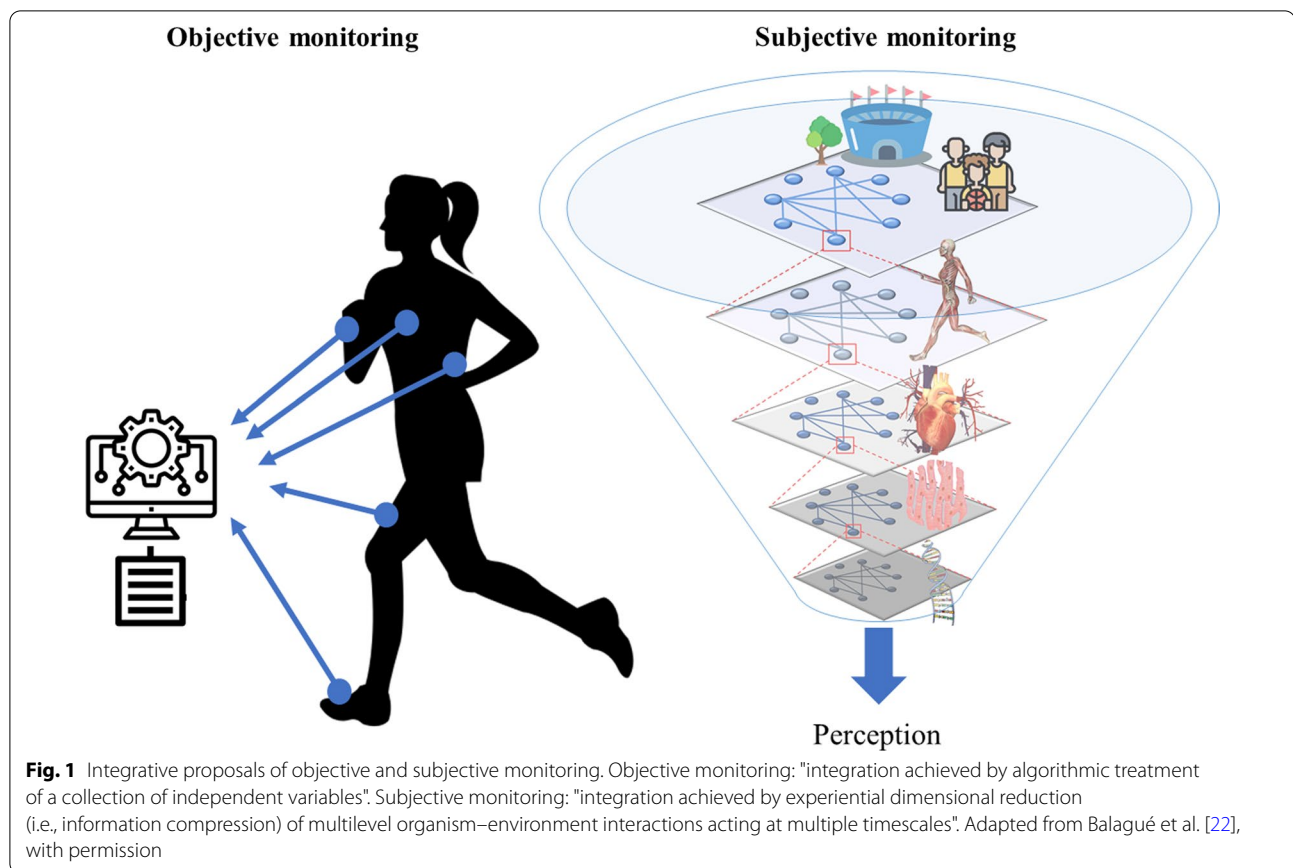 Objective monitoring
Subjective monitoring
Perception
Fig. 1 Integrative proposals of objective and subjective monitoring. Objective monitoring: "integration achieved by algorithmic treatment
of a collection of independent variables". Subjective monitoring: "integration achieved by experiential dimensional reduction
(i.e., information compression) of multilevel organism–environment interactions acting at multiple timescales". Adapted from Balagué et al. [22],
with permission